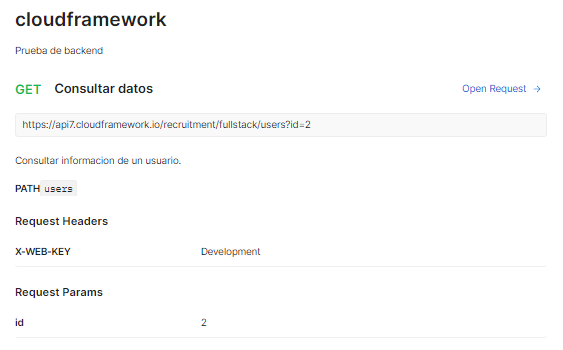 cloudframework
Prueba de backend
GET Consultar datos Open Request →
https://api7.cloudframework.io/recruitment/fullstack/users?id=2
Consultar informacion de un usuario.
PATH users
Request Headers
X-WEB-KEY Development
Request Params
id 2